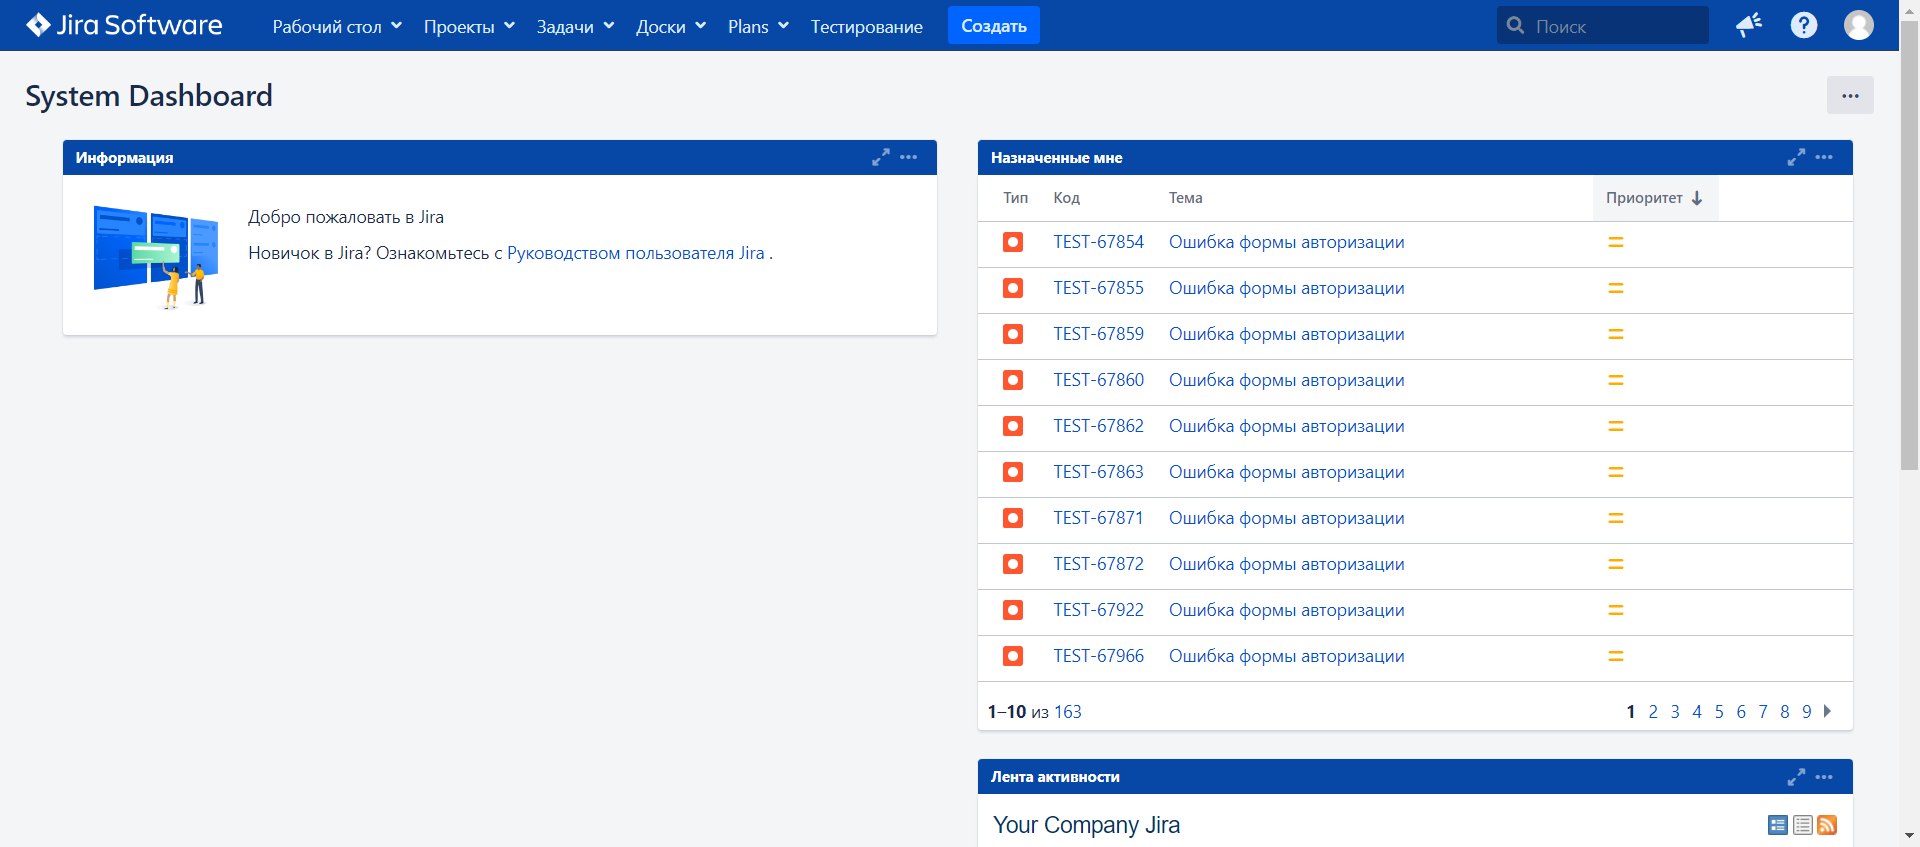 Jira Software Рабочий стол Проекты Задачи Доски Plans Тестирование Создать Поиск
System Dashboard
Информация
Добро пожаловать в Jira
Новичок в Jira? Ознакомьтесь с Руководством пользователя Jira .
Назначенные мне
Тип Код Тема Приоритет
TEST-67854 Ошибка формы авторизации
TEST-67855 Ошибка формы авторизации
TEST-67859 Ошибка формы авторизации
TEST-67860 Ошибка формы авторизации
TEST-67862 Ошибка формы авторизации
TEST-67863 Ошибка формы авторизации
TEST-67871 Ошибка формы авторизации
TEST-67872 Ошибка формы авторизации
TEST-67922 Ошибка формы авторизации
TEST-67966 Ошибка формы авторизации
1–10 из 163 1 2 3 4 5 6 7 8 9
Лента активности
Your Company Jira